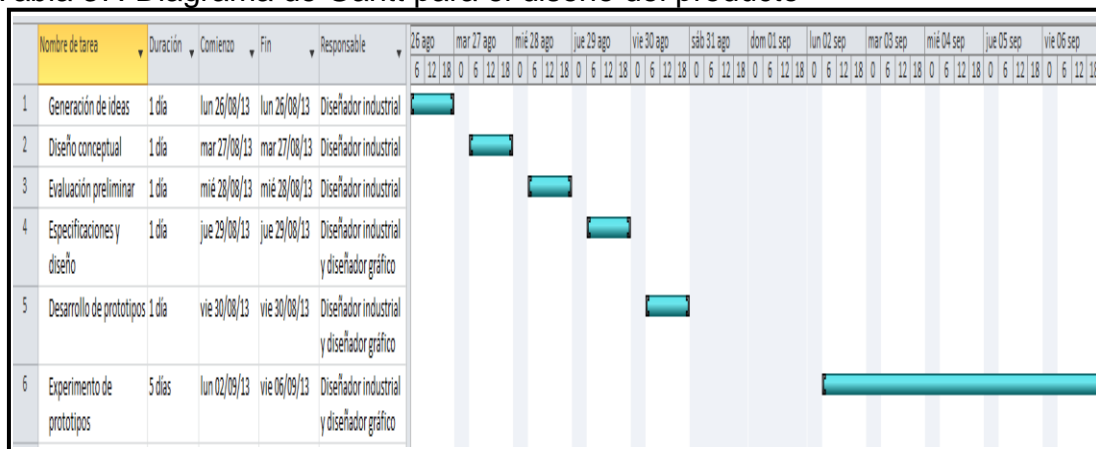 Tabla 37. Diagrama de Gantt para el diseño del producto
Nombre de tarea Duración Comienzo Fin Responsable 26 ago mar 27 ago mié 28 ago jue 29 ago vie 30 ago sáb 31 ago dom 01 sep lun 02 sep mar 03 sep mié 04 sep jue 05 sep vie 06 sep
6 12 18 0 6 12 18 0 6 12 18 0 6 12 18 0 6 12 18 0 6 12 18 0 6 12 18 0 6 12 18 0 6 12 18 0 6 12 18 0 6 12 18 0 6 12 18
1 Generación de ideas 1 día lun 26/08/13 lun 26/08/13 Diseñador industrial
2 Diseño conceptual 1 día mar 27/08/13 mar 27/08/13 Diseñador industrial
3 Evaluación preliminar 1 día mié 28/08/13 mié 28/08/13 Diseñador industrial
4 Especificaciones y 1 día jue 29/08/13 jue 29/08/13 Diseñador industrial
diseño y diseñador gráfico
5 Desarrollo de prototipos 1 día vie 30/08/13 vie 30/08/13 Diseñador industrial
y diseñador gráfico
6 Experimento de 5 días lun 02/09/13 vie 06/09/13 Diseñador industrial
prototipos y diseñador gráfico